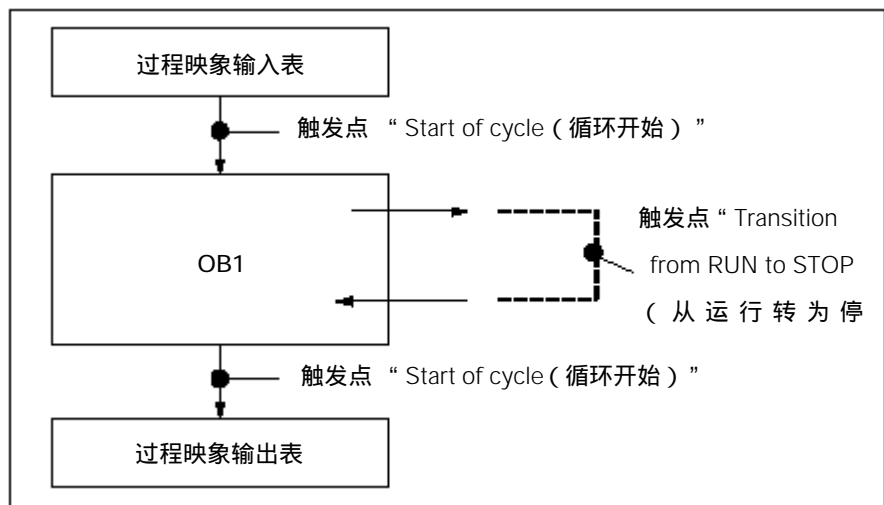 过程映象输入表
触发点 “ Start of cycle ( 循环开始 ) ”
OB1
触发点 “ Transition
from RUN to STOP
( 从 运 行 转 为 停
触发点 “ Start of cycle ( 循环开始 ) ”
过程映象输出表